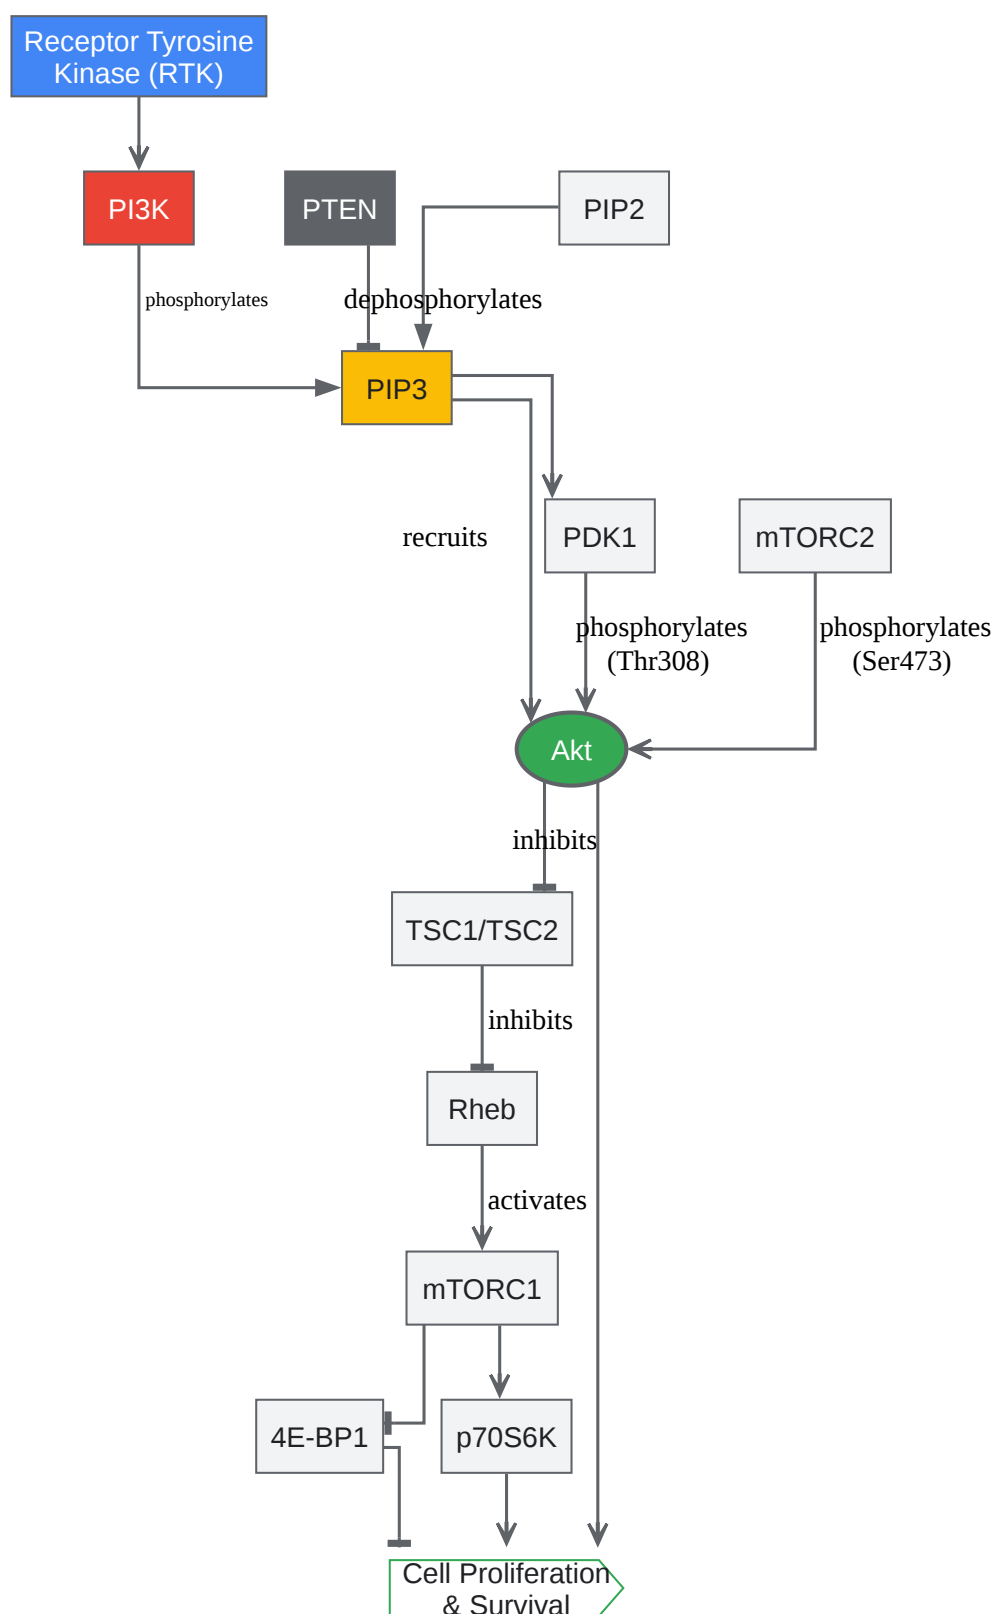 Receptor Tyrosine
Kinase (RTK)
PI3K
PTEN
PIP2
phosphorylates
dephosphorylates
PIP3
recruits
PDK1
mTORC2
phosphorylates
(Thr308)
phosphorylates
(Ser473)
Akt
inhibits
TSC1/TSC2
inhibits
Rheb
activates
mTORC1
4E-BP1
p70S6K
Cell Proliferation
& Survival